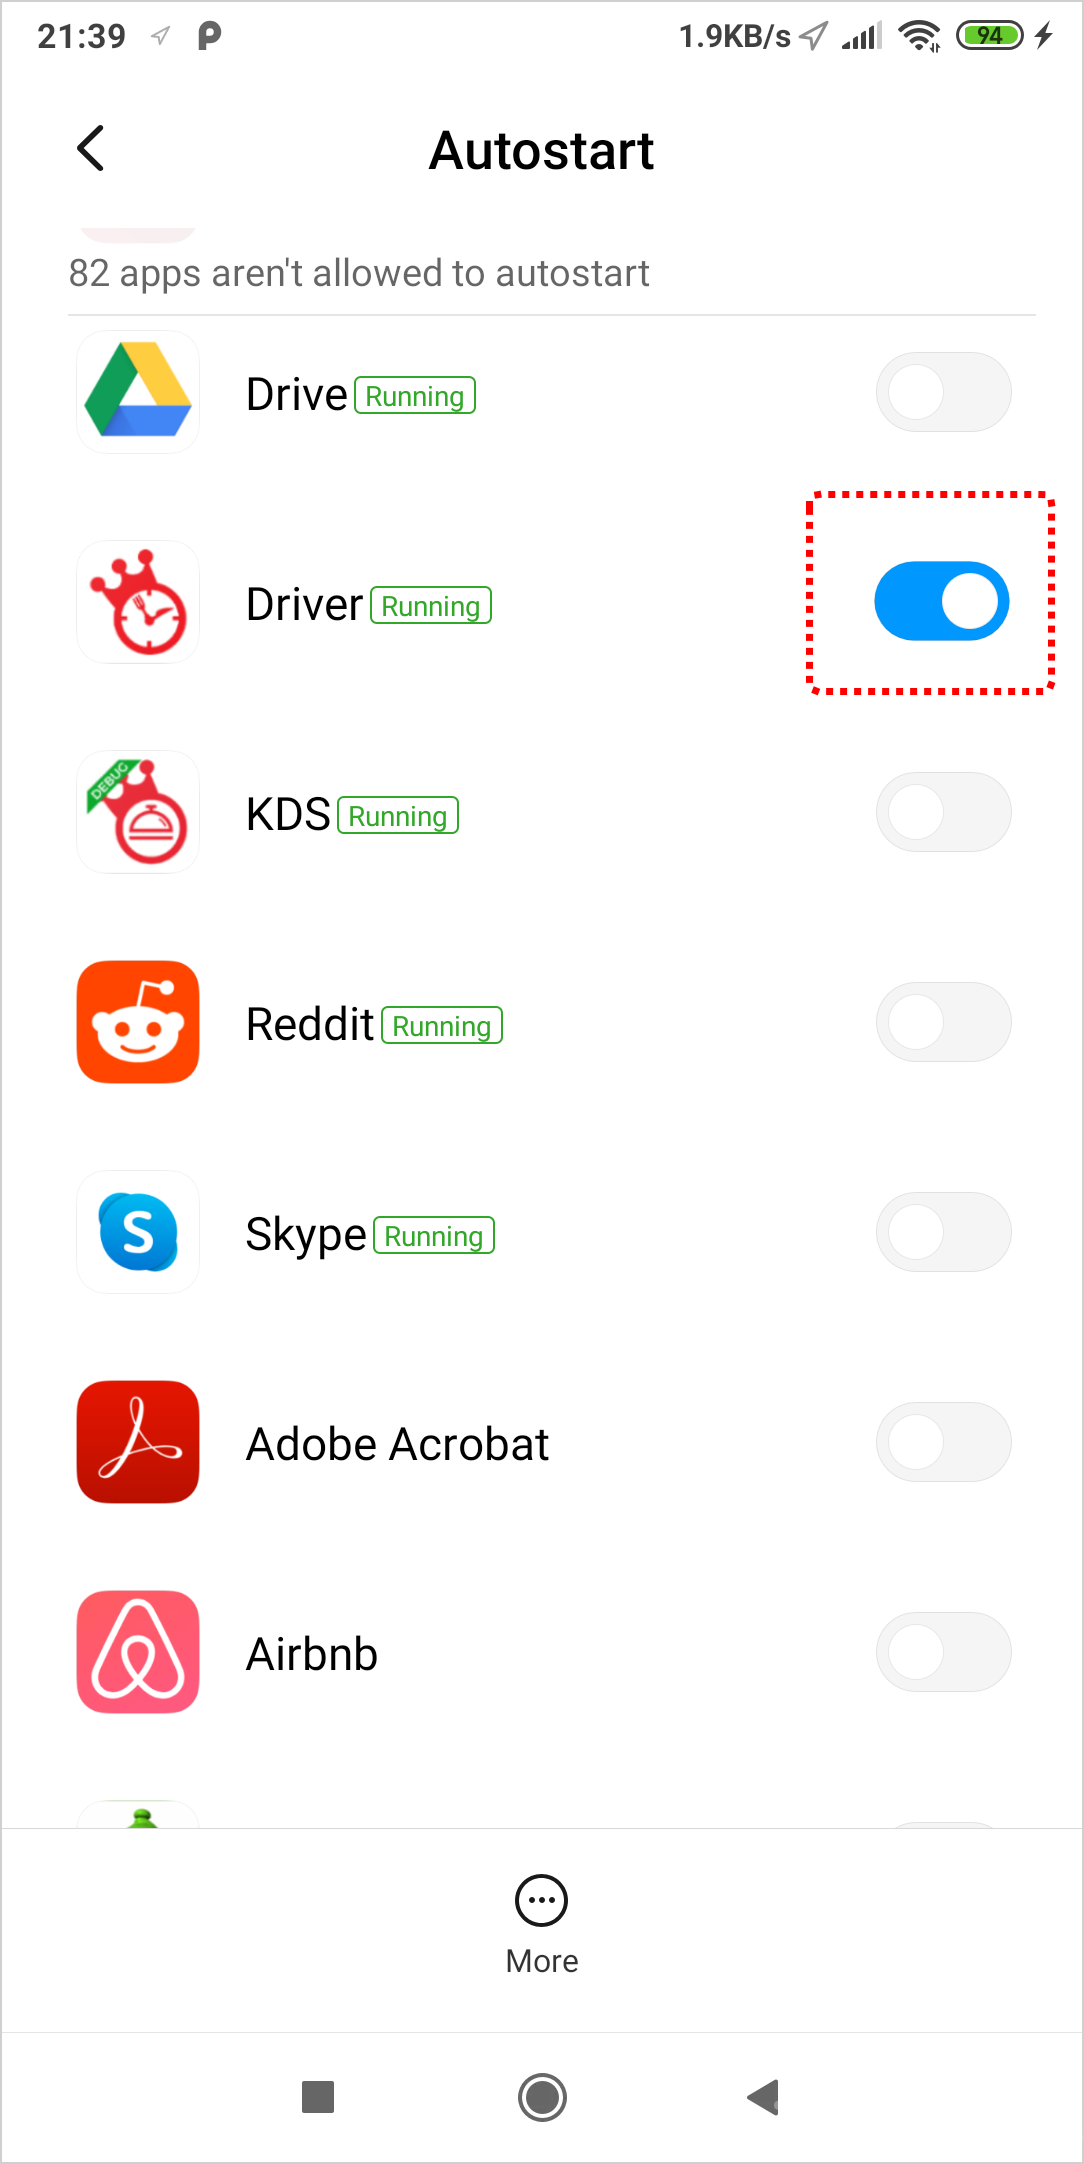 21:39 1.9KB/s 94
Autostart
82 apps aren't allowed to autostart
Drive Running
Driver Running
DEBUG
KDS Running
Reddit Running
S
Skype Running
Adobe Acrobat
Airbnb
More